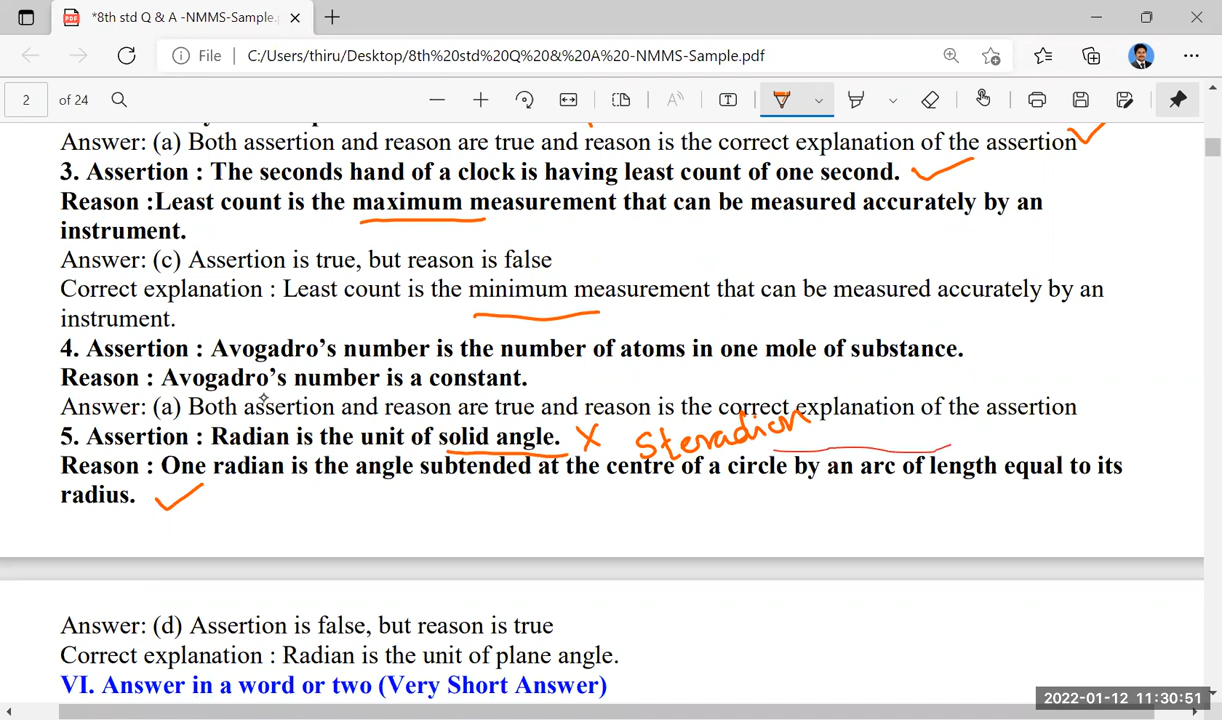 *8th std Q & A -NMMS-Sample.
File
C:/Users/thiru/Desktop/8th%20std%20Q%20&%20A%20-NMMS-Sample.pdf
2 of 24
Answer: (a) Both assertion and reason are true and reason is the correct explanation of the assertion
3. Assertion : The seconds hand of a clock is having least count of one second.
Reason :Least count is the maximum measurement that can be measured accurately by an
instrument.
Answer: (c) Assertion is true, but reason is false
Correct explanation : Least count is the minimum measurement that can be measured accurately by an
instrument.
4. Assertion : Avogadro’s number is the number of atoms in one mole of substance.
Reason : Avogadro’s number is a constant.
Answer: (a) Both assertion and reason are true and reason is the correct explanation of the assertion
5. Assertion : Radian is the unit of solid angle. X Steradion
Reason : One radian is the angle subtended at the centre of a circle by an arc of length equal to its
radius.
Answer: (d) Assertion is false, but reason is true
Correct explanation : Radian is the unit of plane angle.
VI. Answer in a word or two (Very Short Answer)
2022-01-12 11:30:51